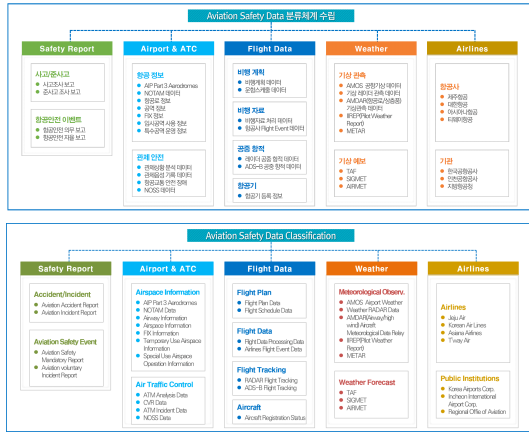 Aviation Safety Data 분류체계 수립
Safety Report
사고/준사고
사고조사 보고
준사고 조사 보고
항공안전 이벤트
항공안전 의무 보고
항공안전 자율 보고
Airport & ATC
항공 정보
AIP Part 3 Aerodromes
NOTAM 데이터
항공로 정보
공역 정보
FIX 정보
임시공역 사용 정보
특수공역 운영 정보
관제 안전
관제상황 분석 데이터
관제음성 기록 데이터
항공교통 안전 장애
NOSS 데이터
Flight Data
비행 계획
비행계획 데이터
운항스케줄 데이터
비행 자료
비행자료 처리 데이터
항공사 Flight Event 데이터
공중 항적
레이더 공중 항적 데이터
ADS-B 공중 항적 데이터
항공기
항공기 등록 정보
Weather
기상 관측
AMOS 공항기상 데이터
기상 레이더 관측 데이터
AMDAR(항공로/상층풍)
기상관측 데이터
IIREP(Pilot Weather
Report)
METAR
기상 예보
TAF
SIGMET
AIRMET
Airlines
항공사
제주항공
대한항공
아시아나항공
티웨이항공
기관
한국공항공사
인천공항공사
지방항공청
Aviation Safety Data Classification
Safety Report
Accident/Incident
Aviation Accident Report
Aviation Incident Report
Aviation Safety Event
Aviation Safety
Mandatory Report
Aviation voluntary
Incident Report
Airport & ATC
Airspace Information
AIP Part 3 Aerodromes
NOTAM Data
Airway Information
Airspace Information
FIX Information
Temporary Use Airspace
Information
Special Use Airspace
Operation Information
Air Traffic Control
ATM Analysis Data
CVR Data
ATM Incident Data
NOSS Data
Flight Data
Flight Plan
Flight Plan Data
Flight Schedule Data
Flight Data
Flight Data Processing Data
Airlines Flight Event Data
Flight Tracking
RADAR Flight Tracking
ADS-B Flight Tracking
Aircraft
Aircraft Registration Status
Weather
Meteorological Observ.
AMOS Airport Weather
Weather RADAR Data
AMDAR(Airway/high
wind) Aircraft
Meteorological Data Relay
IIREP(Pilot Weather
Report)
METAR
Weather Forecast
TAF
SIGMET
AIRMET
Airlines
Airlines
Jeju Air
Korean Air Lines
Asiana Airlines
T'way Air
Public Institutions
Korea Airports Corp.
Incheon International
Airport Corp.
Regional Offie of Aviation